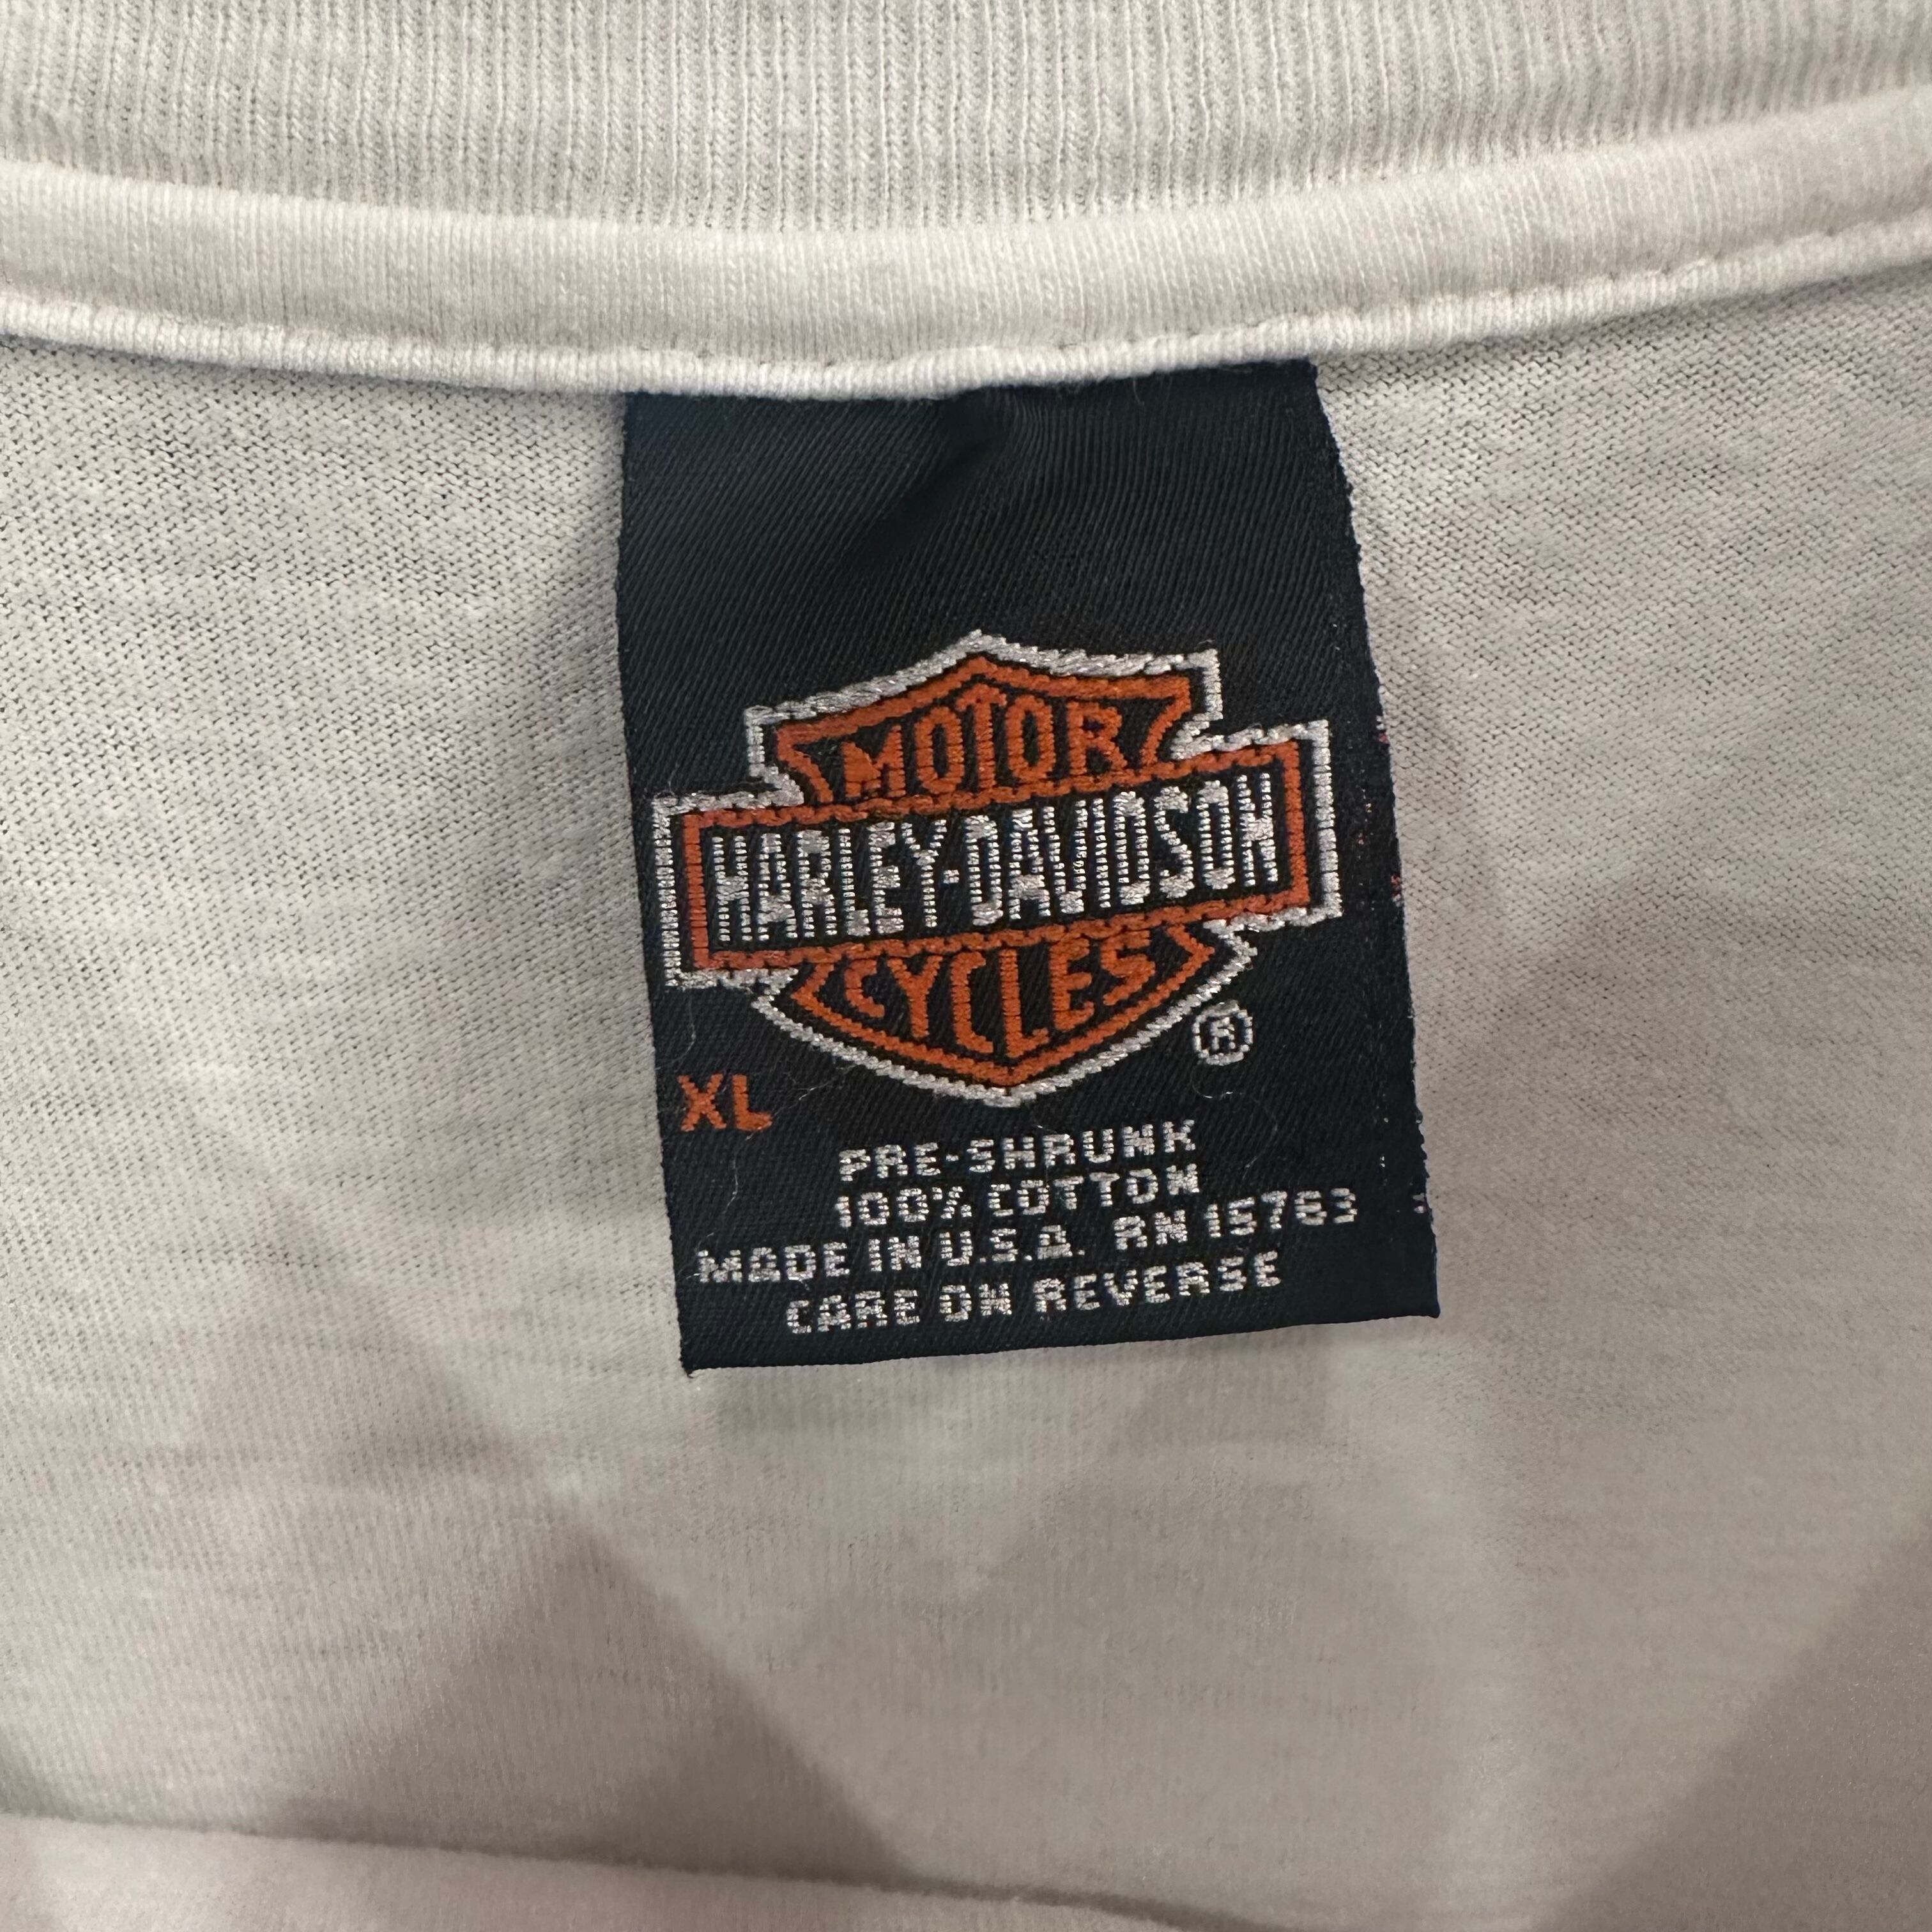 MOTOR
HARLEY-DAVIDSON
CYCLES
®
XL
PRE-SHRUNK
100% COTTON
MADE IN U.S.A. RN 15763
CARE ON REVERSE